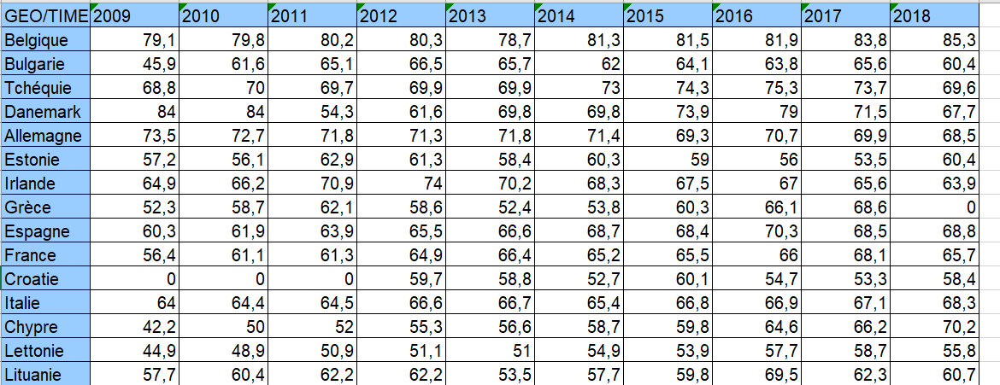 GEO/TIME 2009 2010 2011 2012 2013 2014 2015 2016 2017 2018
Belgique 79,1 79,8 80,2 80,3 78,7 81,3 81,5 81,9 83,8 85,3
Bulgarie 45,9 61,6 65,1 66,5 65,7 62 64,1 63,8 65,6 60,4
Tchéquie 68,8 70 69,7 69,9 69,9 73 74,3 75,3 73,7 69,6
Danemark 84 84 54,3 61,6 69,8 69,8 73,9 79 71,5 67,7
Allemagne 73,5 72,7 71,8 71,3 71,8 71,4 69,3 70,7 69,9 68,5
Estonie 57,2 56,1 62,9 61,3 58,4 60,3 59 56 53,5 60,4
Irlande 64,9 66,2 70,9 74 70,2 68,3 67,5 67 65,6 63,9
Grèce 52,3 58,7 62,1 58,6 52,4 53,8 60,3 66,1 68,6 0
Espagne 60,3 61,9 63,9 65,5 66,6 68,7 68,4 70,3 68,5 68,8
France 56,4 61,1 61,3 64,9 66,4 65,2 65,5 66 68,1 65,7
Croatie 0 0 0 59,7 58,8 52,7 60,1 54,7 53,3 58,4
Italie 64 64,4 64,5 66,6 66,7 65,4 66,8 66,9 67,1 68,3
Chypre 42,2 50 52 55,3 56,6 58,7 59,8 64,6 66,2 70,2
Lettonie 44,9 48,9 50,9 51,1 51 54,9 53,9 57,7 58,7 55,8
Lituanie 57,7 60,4 62,2 62,2 53,5 57,7 59,8 69,5 62,3 60,7